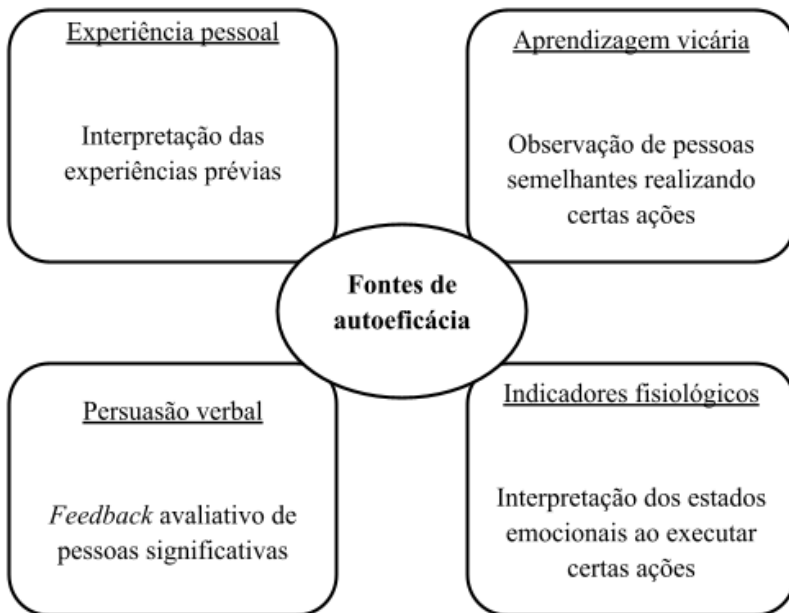 Experiência pessoal
Interpretação das
experiências prévias
Aprendizagem vicária
Observação de pessoas
semelhantes realizando
certas ações
Fontes de
autoeficácia
Persuasão verbal
Feedback avaliativo de
pessoas significativas
Indicadores fisiológicos
Interpretação dos estados
emocionais ao executar
certas ações